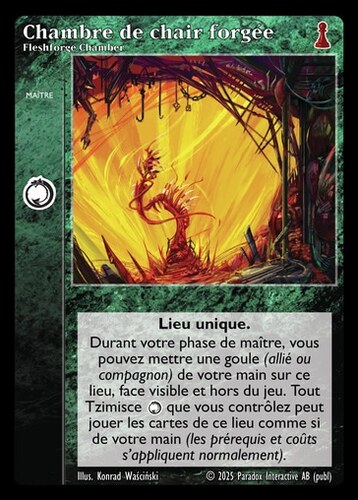 Chambre de chair forgée
Fleshforge Chamber
MAÎTRE
Lieu unique.
Durant votre phase de maître, vous
pouvez mettre une goule (allié ou
compagnon) de votre main sur ce
lieu, face visible et hors du jeu. Tout
Tzimisce que vous contrôlez peut
jouer les cartes de ce lieu comme si
de votre main (les prérequis et coûts
s'appliquent normalement).
Illus. Konrad Waściński © 2025 Paradox Interactive AB (publ)